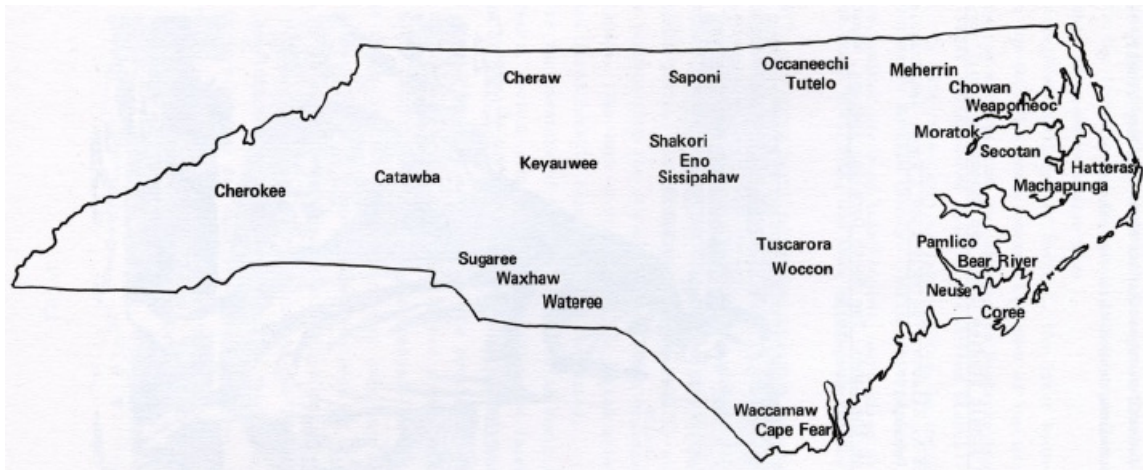 Occaneechi
Cheraw
Saponi
Tutelo
Meherrin
Chowan
Weapomeoc
Moratok
Shakori
Secotan
Keyauwee
Eno
Hatteras
Catawba
Sissipahaw
Cherokee
Machapunga
Tuscarora
Pamlico
Sugaree
Woccon
Bear River
Waxhaw
Neuse
Wateree
Coree
Waccamaw
Cape Fear